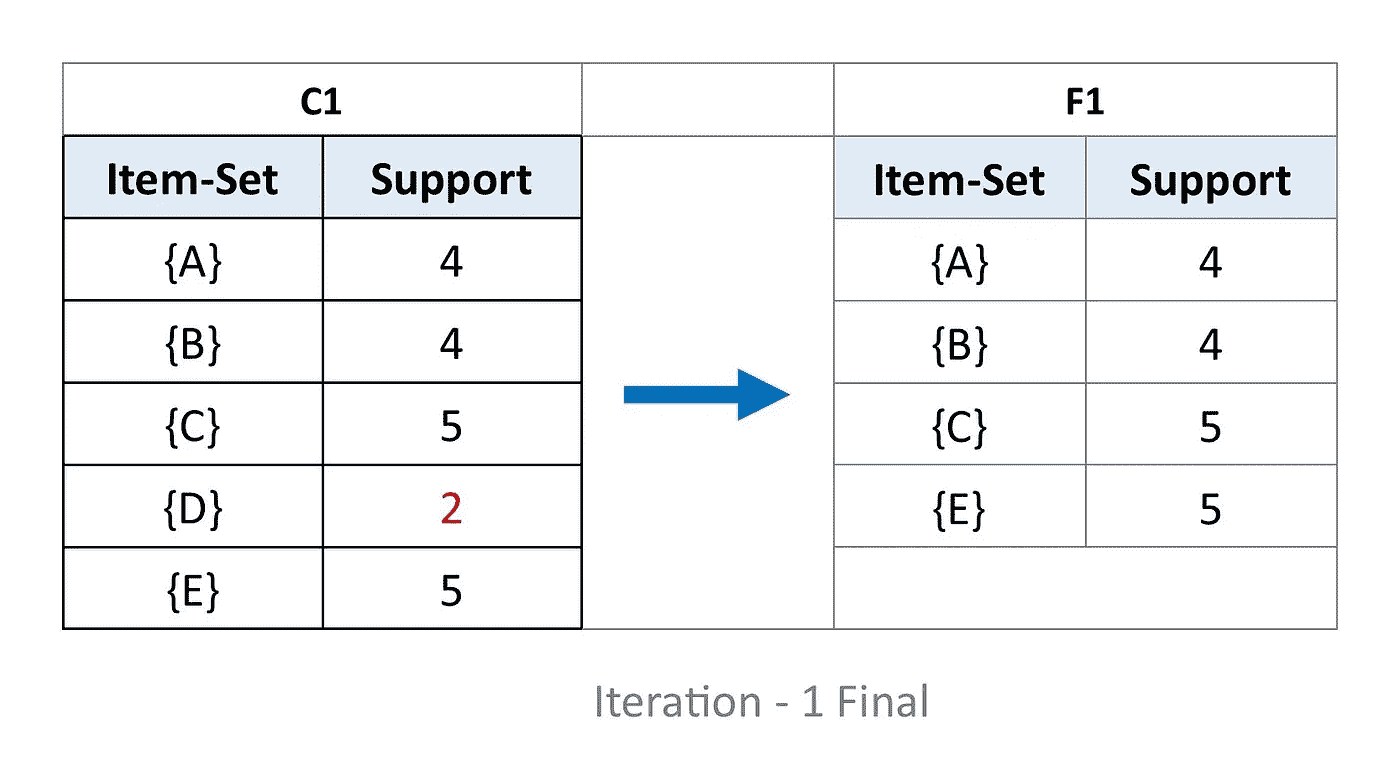 C1 F1
Item-Set Support Item-Set Support
{A} 4 {A} 4
{B} 4 {B} 4
{C} 5 {C} 5
{D} 2 {E} 5
{E} 5
Iteration - 1 Final